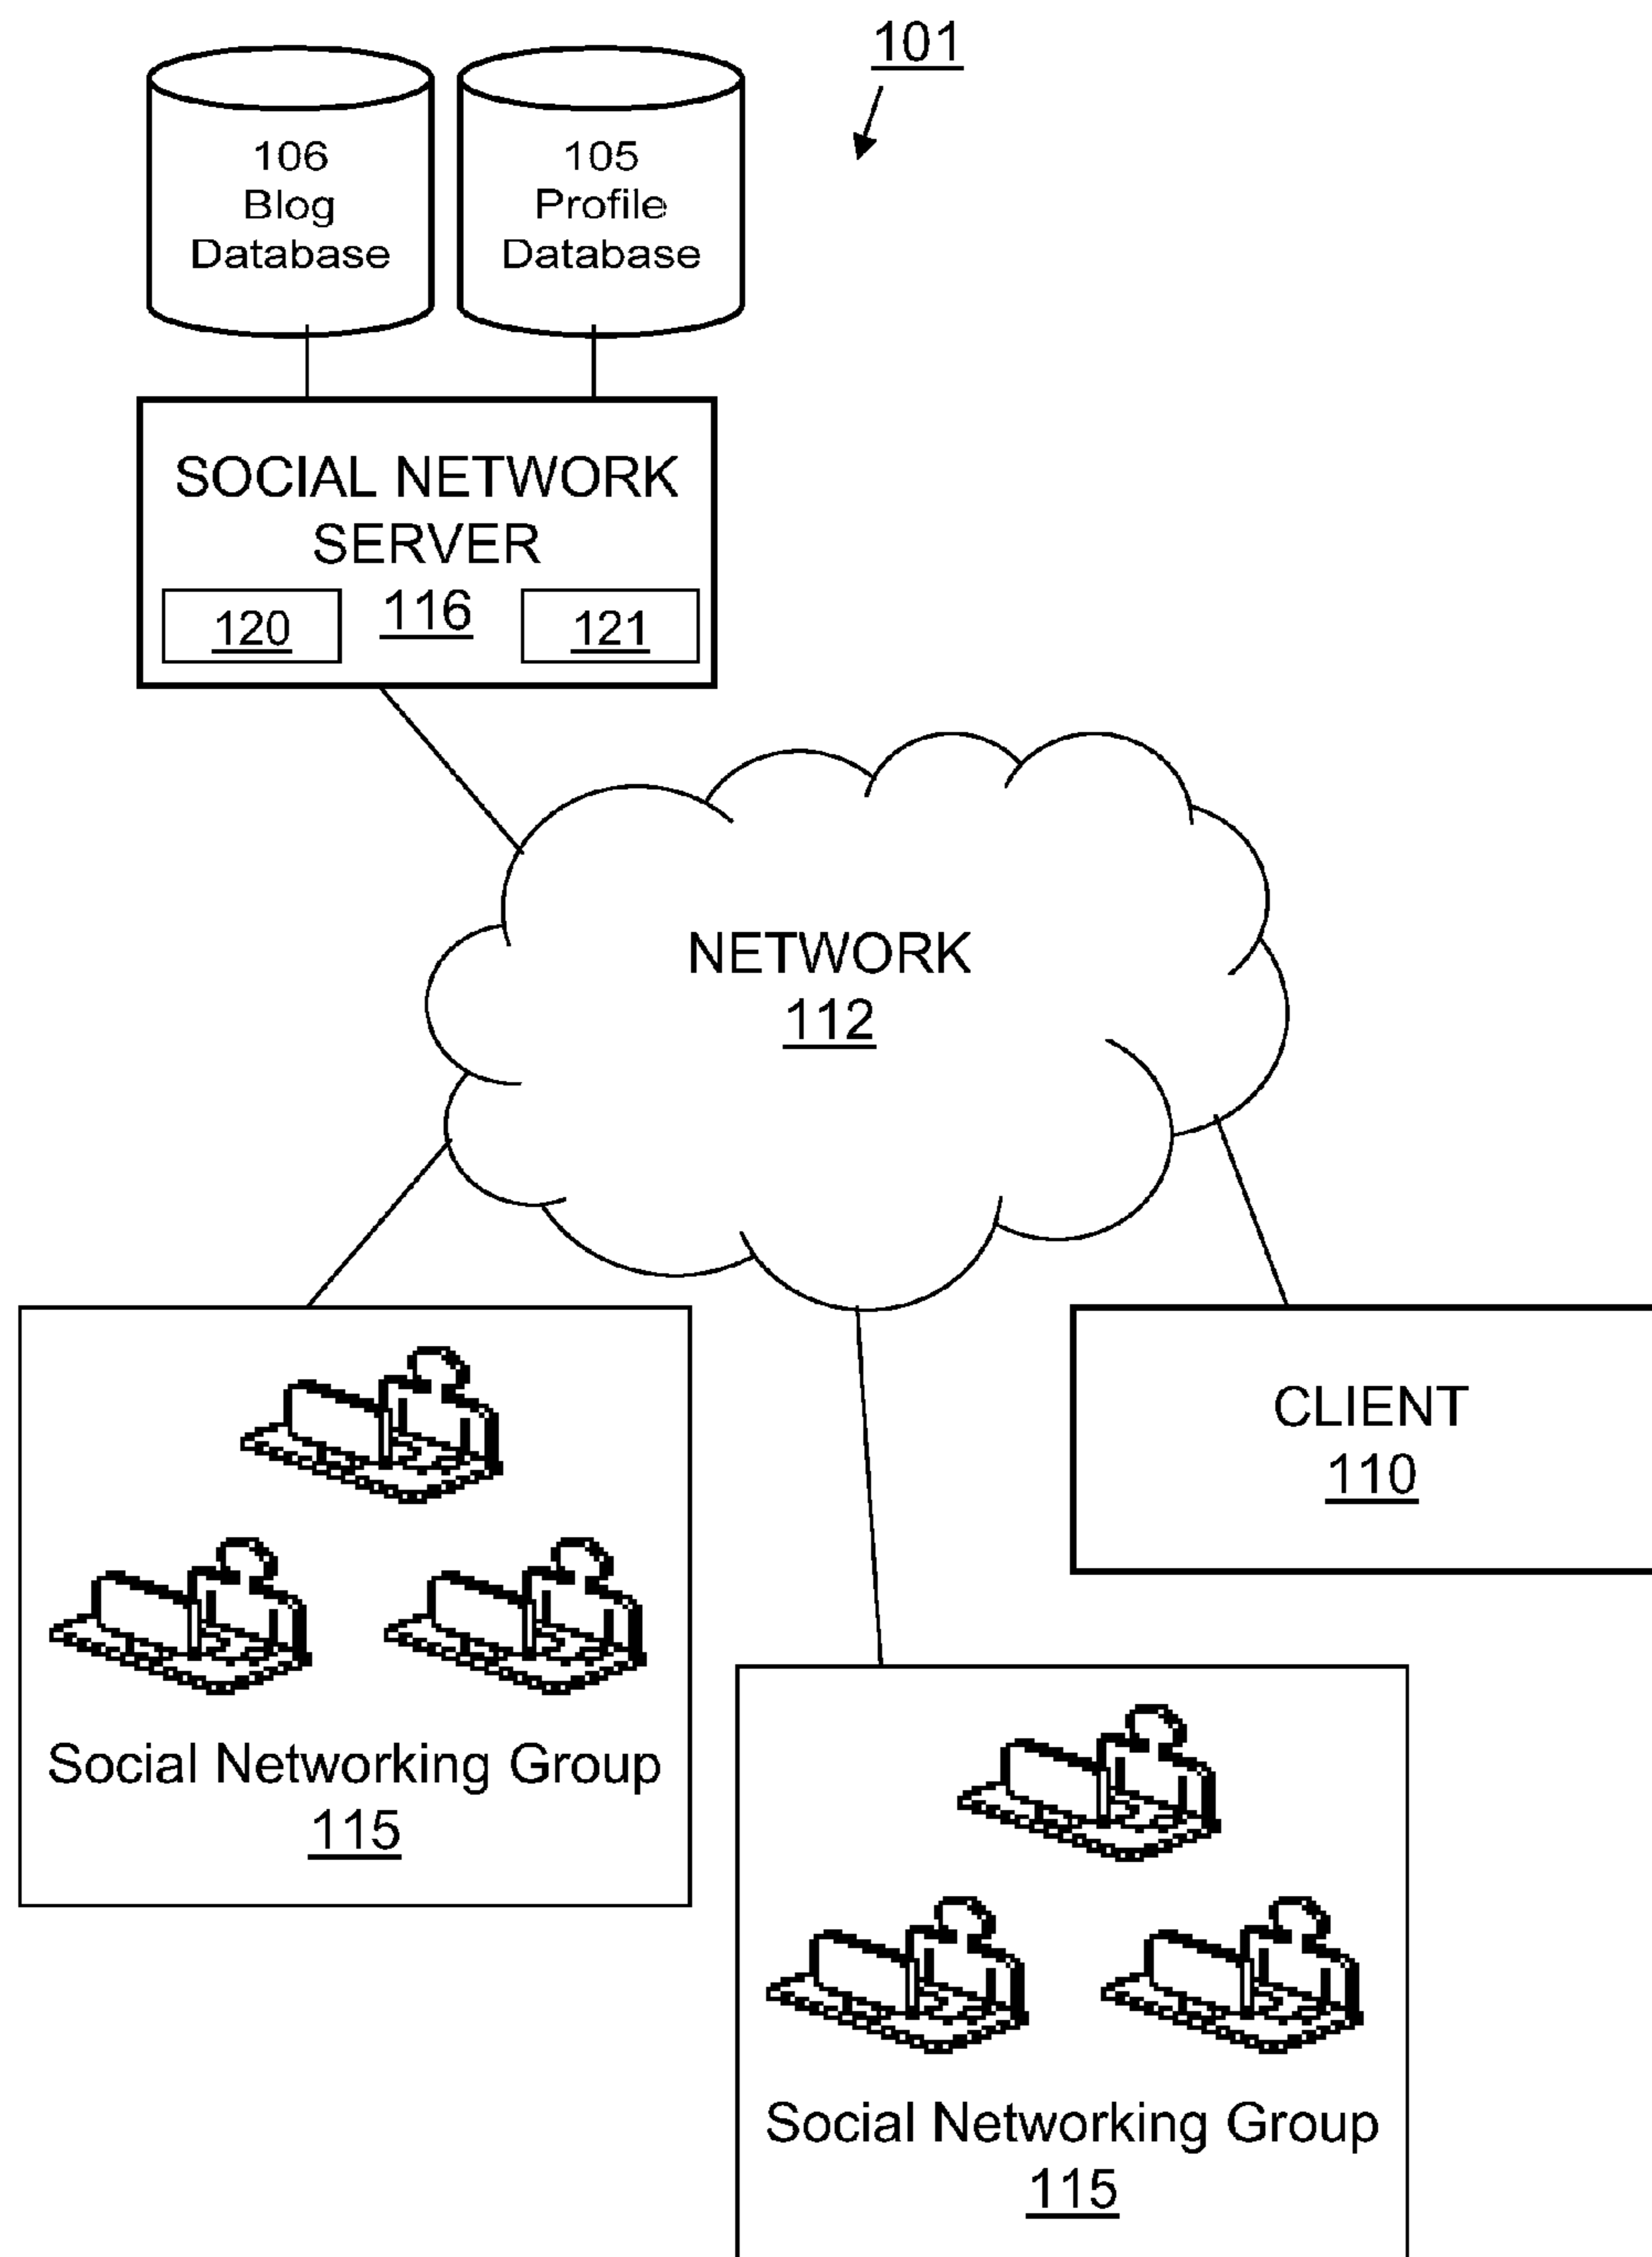 101
106
Blog
Database
105
Profile
Database
SOCIAL NETWORK
SERVER
116
120
121
NETWORK
112
CLIENT
110
Social Networking Group
115
Social Networking Group
115